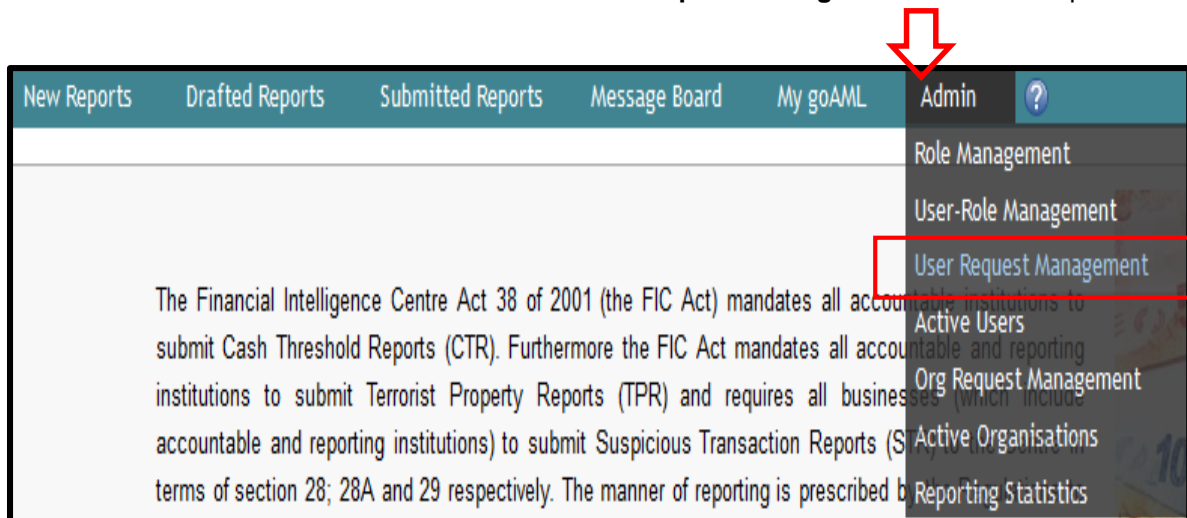 New Reports Drafted Reports Submitted Reports Message Board My goAML Admin ?
Role Management
User-Role Management
User Request Management
Active Users
Org Request Management
Active Organisations
Reporting Statistics
The Financial Intelligence Centre Act 38 of 2001 (the FIC Act) mandates all accountable institutions to
submit Cash Threshold Reports (CTR). Furthermore the FIC Act mandates all accountable and reporting
institutions to submit Terrorist Property Reports (TPR) and requires all businesses (which include
accountable and reporting institutions) to submit Suspicious Transaction Reports (STR) to the Centre in
terms of section 28; 28A and 29 respectively. The manner of reporting is prescribed
10